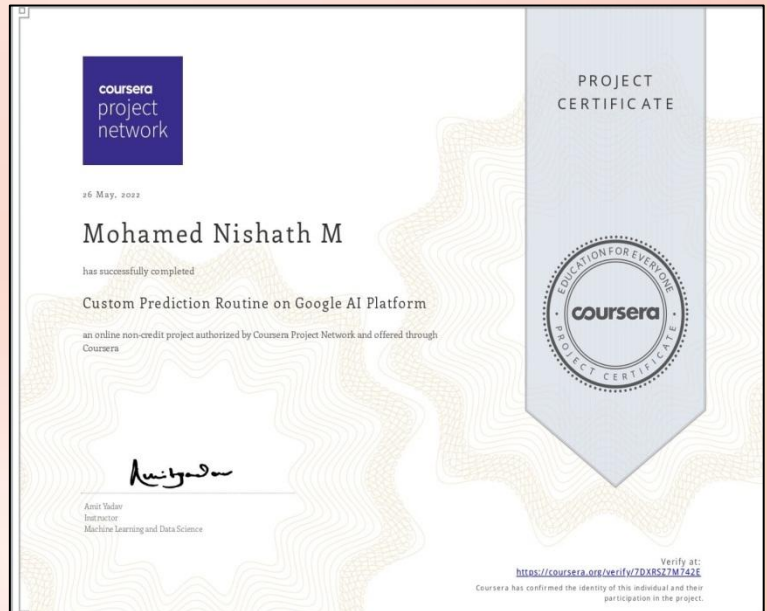 coursera
project
network
26 May, 2022
Mohamed Nishath M
has successfully completed
Custom Prediction Routine on Google AI Platform
an online non-credit project authorized by Coursera Project Network and offered through
Coursera
Amit Yadav
Instructor
Machine Learning and Data Science
PROJECT
CERTIFICATE
EDUCATION FOR EVERYONE
coursera
PROJECT CERTIFICATE
Verify at:
https://coursera.org/verify/7DXRSZ7M742E
Coursera has confirmed the identity of this individual and their
participation in the project.